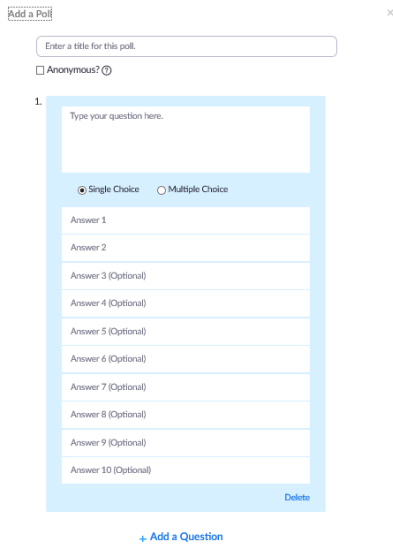 Add a Poll
Enter a title for this poll.
Anonymous?
1.
Type your question here.
Single Choice Multiple Choice
Answer 1
Answer 2
Answer 3 (Optional)
Answer 4 (Optional)
Answer 5 (Optional)
Answer 6 (Optional)
Answer 7 (Optional)
Answer 8 (Optional)
Answer 9 (Optional)
Answer 10 (Optional)
Delete
+ Add a Question